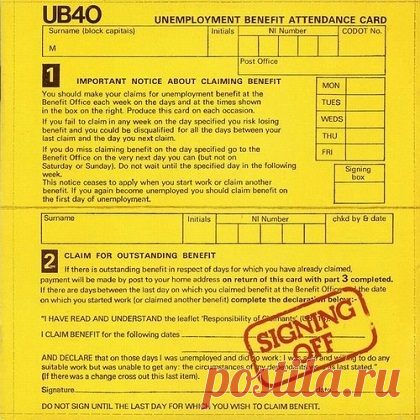 UB40 UNEMPLOYMENT BENEFIT ATTENDANCE CARD
Surname (block capitals) Initials NI Number CODOT No.
M
Post Office
1 IMPORTANT NOTICE ABOUT CLAIMING BENEFIT
You should make your claims for unemployment benefit at the
Benefit Office each week on the days and at the times shown
in the box on the right. Produce this card on each occasion.
If you fail to claim in any week on the day specified you risk losing
benefit and you could be disqualified for all the days between your
last claim and the day you next claim.
If you do miss claiming benefit on the day specified go to the
Benefit Office on the very next day you can (but not on
Saturday or Sunday). Do not wait until the specified day in the following
week.
This notice ceases to apply when you start work or claim another
benefit. If you again become unemployed you should claim benefit on
the first day of unemployment.
MON
TUES
WEDS
THU
FRI
Signing
box
Surname Initials NI Number chkd by & date
2 CLAIM FOR OUTSTANDING BENEFIT
If there is outstanding benefit in respect of days for which you have already claimed,
payment will be made by post to your home address on return of this card with part 3 completed.
If there are days between the last day on which you claimed benefit at the Benefit Office and the date
on which you started work (or claimed another benefit) complete the declaration below:-
"I HAVE READ AND UNDERSTAND the leaflet 'Responsibility of Claimants'
I CLAIM BENEFIT for the following dates
AND DECLARE that on those days I was unemployed and did no work: I was able and willing to do any
suitable work but was unable to get any: the circumstances of my dependants are as last stated."
(If there was a change cross out this last item).
Signature date
DO NOT SIGN UNTIL THE LAST DAY FOR WHICH YOU WISH TO CLAIM BENEFIT.
SIGNING
OFF
postila.ru